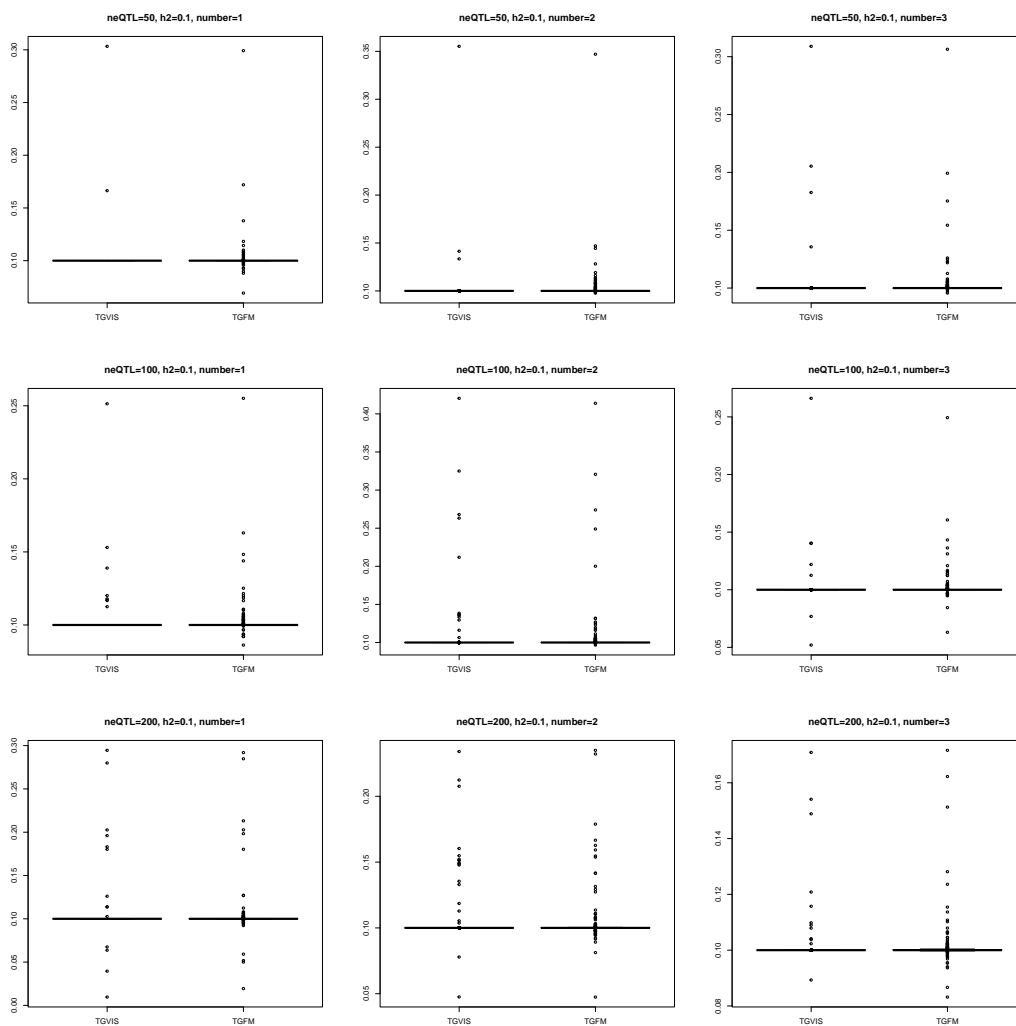 neQTL=50, h2=0.1, number=1
0.30
0.25
0.20
0.15
0.10
TGVIS TGFM
neQTL=50, h2=0.1, number=2
0.35
0.30
0.25
0.20
0.15
0.10
TGVIS TGFM
neQTL=50, h2=0.1, number=3
0.30
0.25
0.20
0.15
0.10
TGVIS TGFM
neQTL=100, h2=0.1, number=1
0.25
0.20
0.15
0.10
TGVIS TGFM
neQTL=100, h2=0.1, number=2
0.40
0.35
0.30
0.25
0.20
0.15
0.10
TGVIS TGFM
neQTL=100, h2=0.1, number=3
0.25
0.20
0.15
0.10
0.05
TGVIS TGFM
neQTL=200, h2=0.1, number=1
0.30
0.25
0.20
0.15
0.10
0.05
0.00
TGVIS TGFM
neQTL=200, h2=0.1, number=2
0.20
0.15
0.10
0.05
TGVIS TGFM
neQTL=200, h2=0.1, number=3
0.16
0.14
0.12
0.10
0.08
TGVIS TGFM